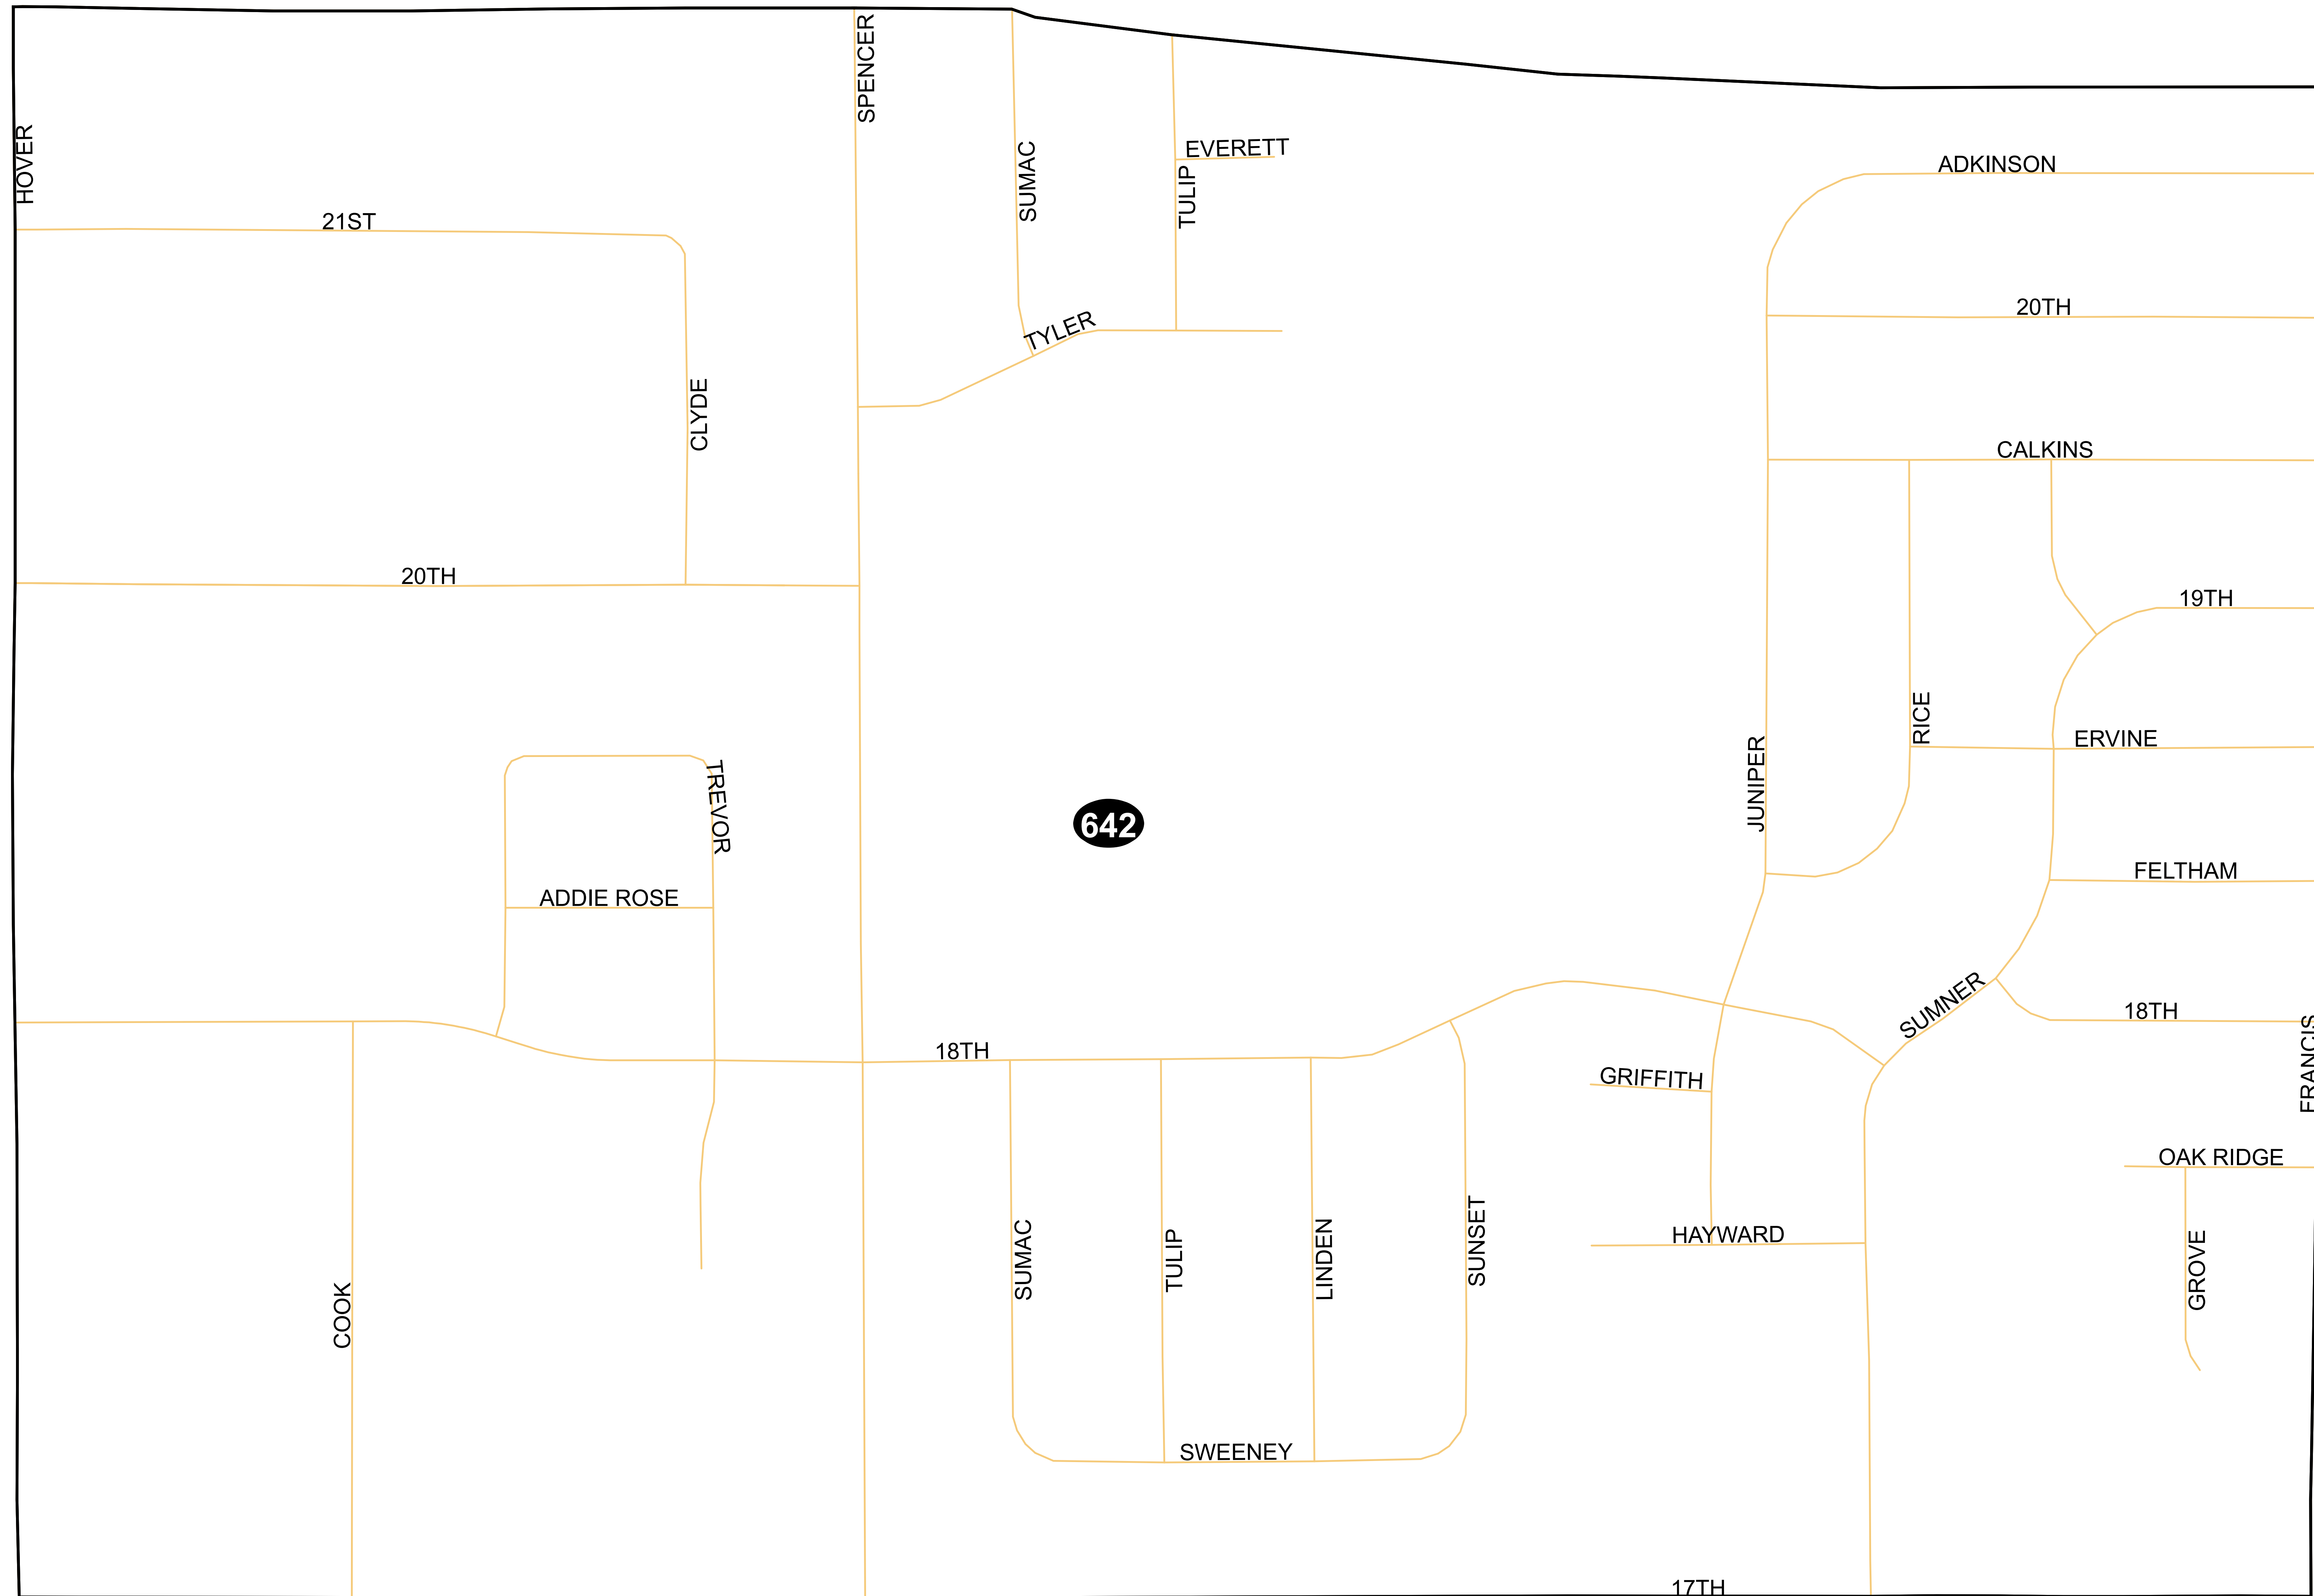 SPENCER
HOVER
SUMAC
EVERETT
TULIP
ADKINSON
21ST
20TH
TYLER
CLYDE
CALKINS
20TH
19TH
RICE
ERVINE
JUNIPER
TREVOR
642
FELTHAM
ADDIE ROSE
SUMNER
18TH
18TH
FRANCIS
GRIFFITH
OAK RIDGE
HAYWARD
SUMAC
TULIP
LINDEN
SUNSET
GROVE
COOK
SWEENEY
17TH